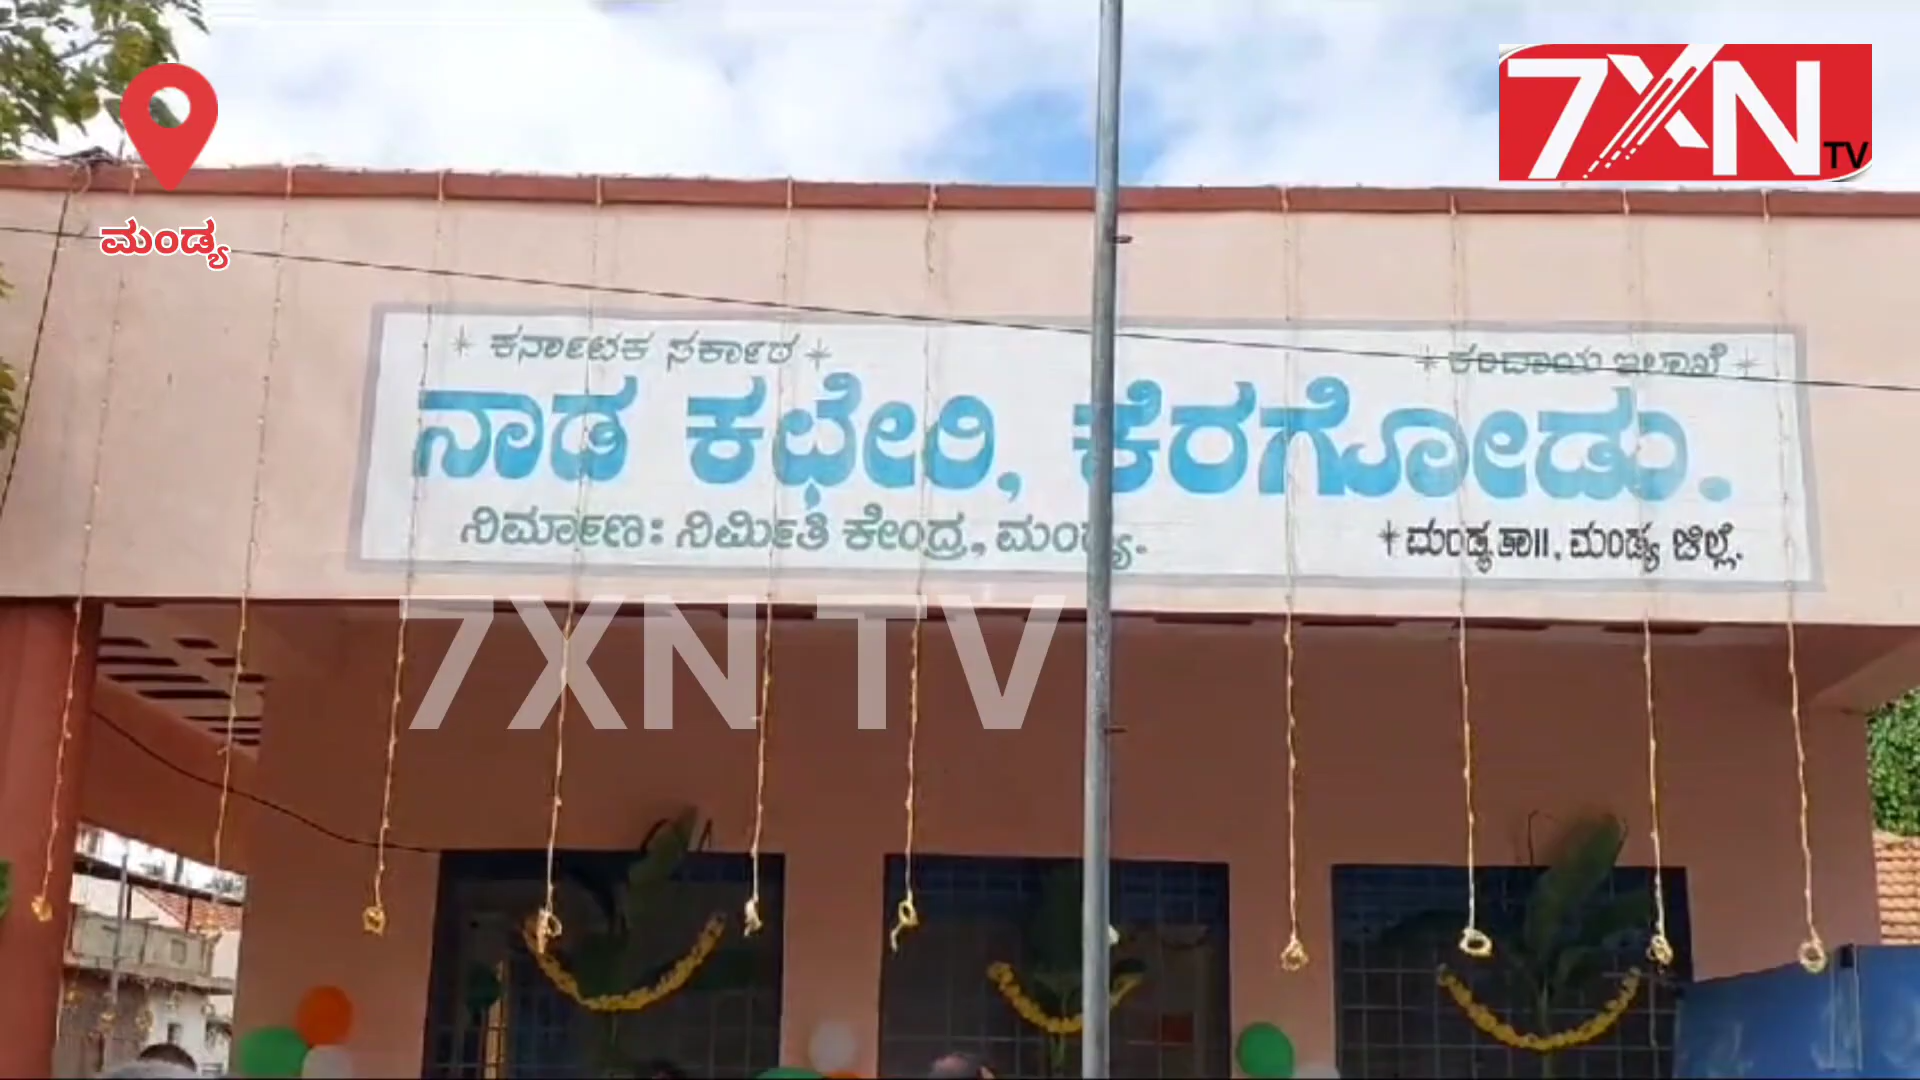 7XN TV
ಮಂಡ್ಯ
ಕರ್ನಾಟಕ ಸರ್ಕಾರ
ಕಂದಾಯ ಇಲಾಖೆ
ನಾಡ ಕಛೇರಿ, ಕೆರಗೋಡು.
ನಿರ್ಮಾಣ: ನಿರ್ಮಿತಿ ಕೇಂದ್ರ, ಮಂಡ್ಯ.
ಮಂಡ್ಯ ತಾ||, ಮಂಡ್ಯ ಜಿಲ್ಲೆ.
7XN TV